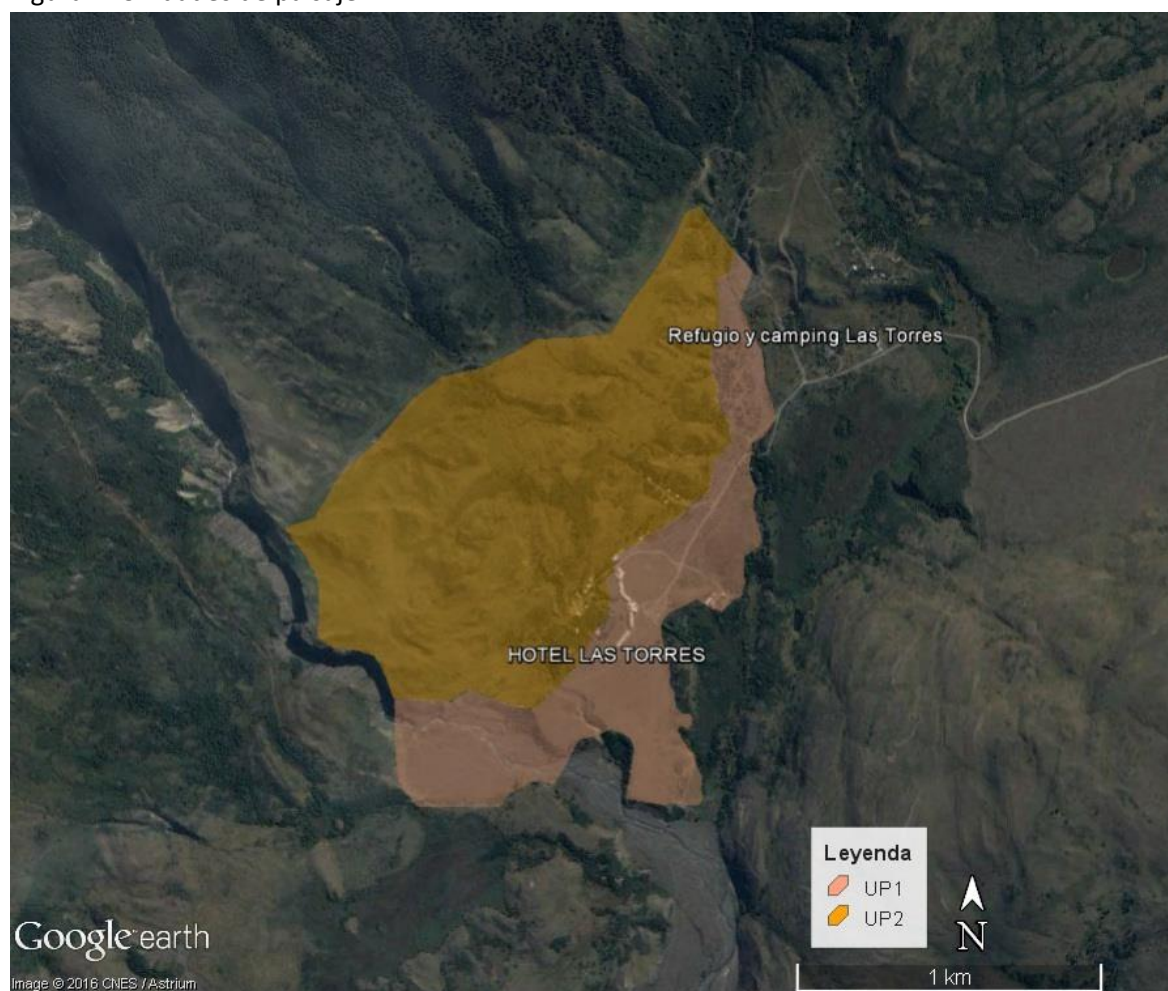 Refugio y camping Las Torres
HOTEL LAS TORRES
Leyenda
UP1
UP2
N
Google earth
1 km
Image © 2016 CNES / Astrium